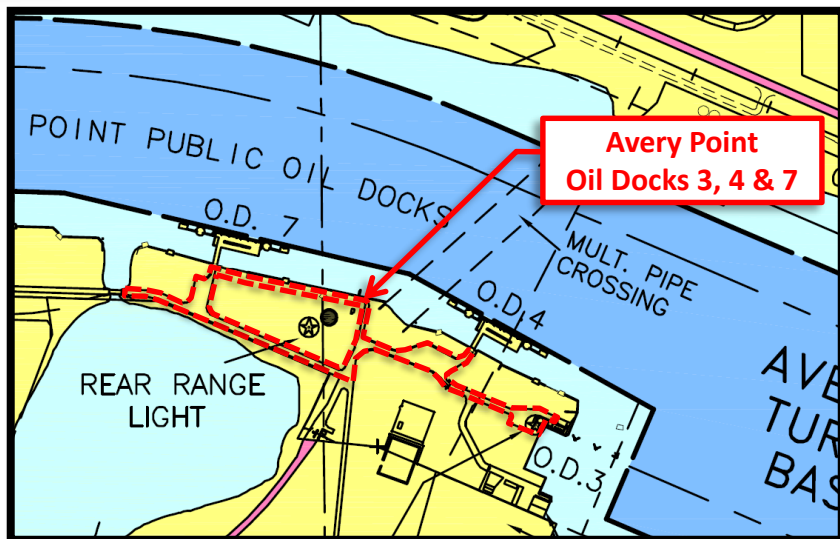 POINT PUBLIC OIL DOCKS
Avery Point
Oil Docks 3, 4 & 7
O.D. 7
MULT. PIPE
CROSSING
O.D.4
REAR RANGE
LIGHT
AVE
TUR
BAS
O.D.3